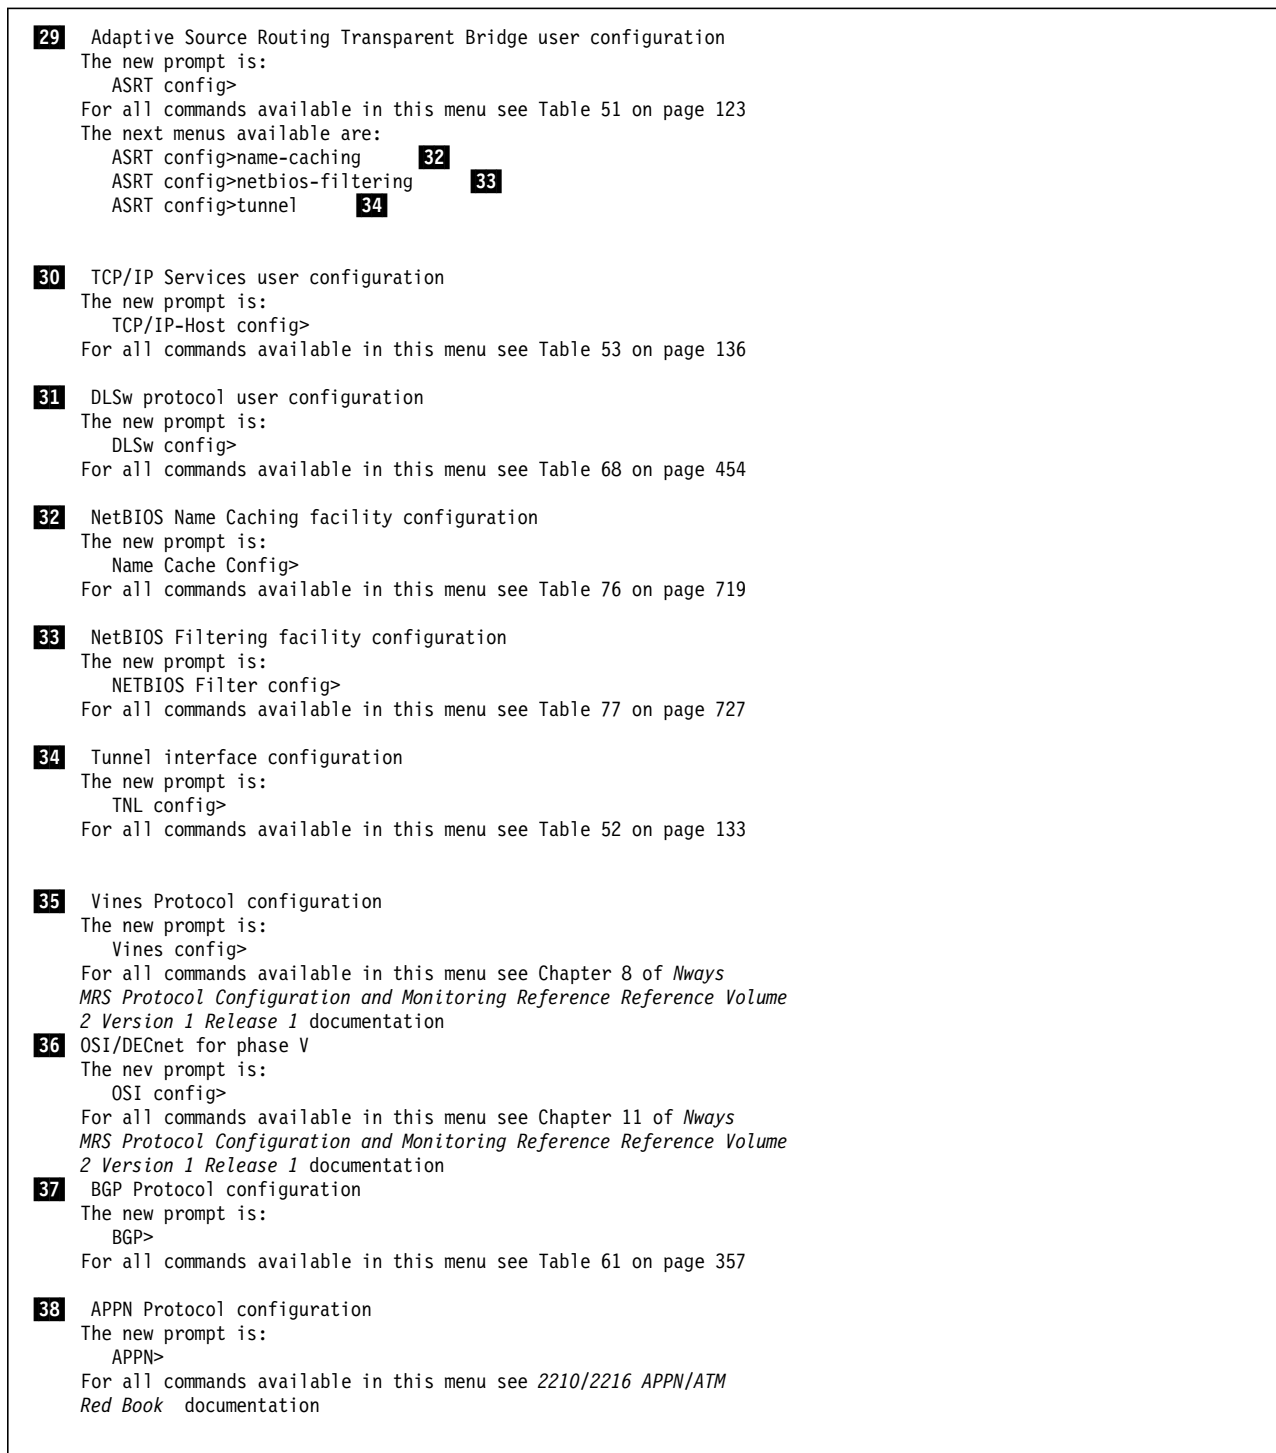 29 Adaptive Source Routing Transparent Bridge user configuration
The new prompt is:
ASRT config>
For all commands available in this menu see Table 51 on page 123
The next menus available are:
ASRT config>name-caching 32
ASRT config>netbios-filtering 33
ASRT config>tunnel 34
30 TCP/IP Services user configuration
The new prompt is:
TCP/IP-Host config>
For all commands available in this menu see Table 53 on page 136
31 DLSw protocol user configuration
The new prompt is:
DLSw config>
For all commands available in this menu see Table 68 on page 454
32 NetBIOS Name Caching facility configuration
The new prompt is:
Name Cache Config>
For all commands available in this menu see Table 76 on page 719
33 NetBIOS Filtering facility configuration
The new prompt is:
NETBIOS Filter config>
For all commands available in this menu see Table 77 on page 727
34 Tunnel interface configuration
The new prompt is:
TNL config>
For all commands available in this menu see Table 52 on page 133
35 Vines Protocol configuration
The new prompt is:
Vines config>
For all commands available in this menu see Chapter 8 of Nways
MRS Protocol Configuration and Monitoring Reference Reference Volume
2 Version 1 Release 1 documentation
36 OSI/DECnet for phase V
The nev prompt is:
OSI config>
For all commands available in this menu see Chapter 11 of Nways
MRS Protocol Configuration and Monitoring Reference Reference Volume
2 Version 1 Release 1 documentation
37 BGP Protocol configuration
The new prompt is:
BGP>
For all commands available in this menu see Table 61 on page 357
38 APPN Protocol configuration
The new prompt is:
APPN>
For all commands available in this menu see 2210/2216 APPN/ATM
Red Book documentation